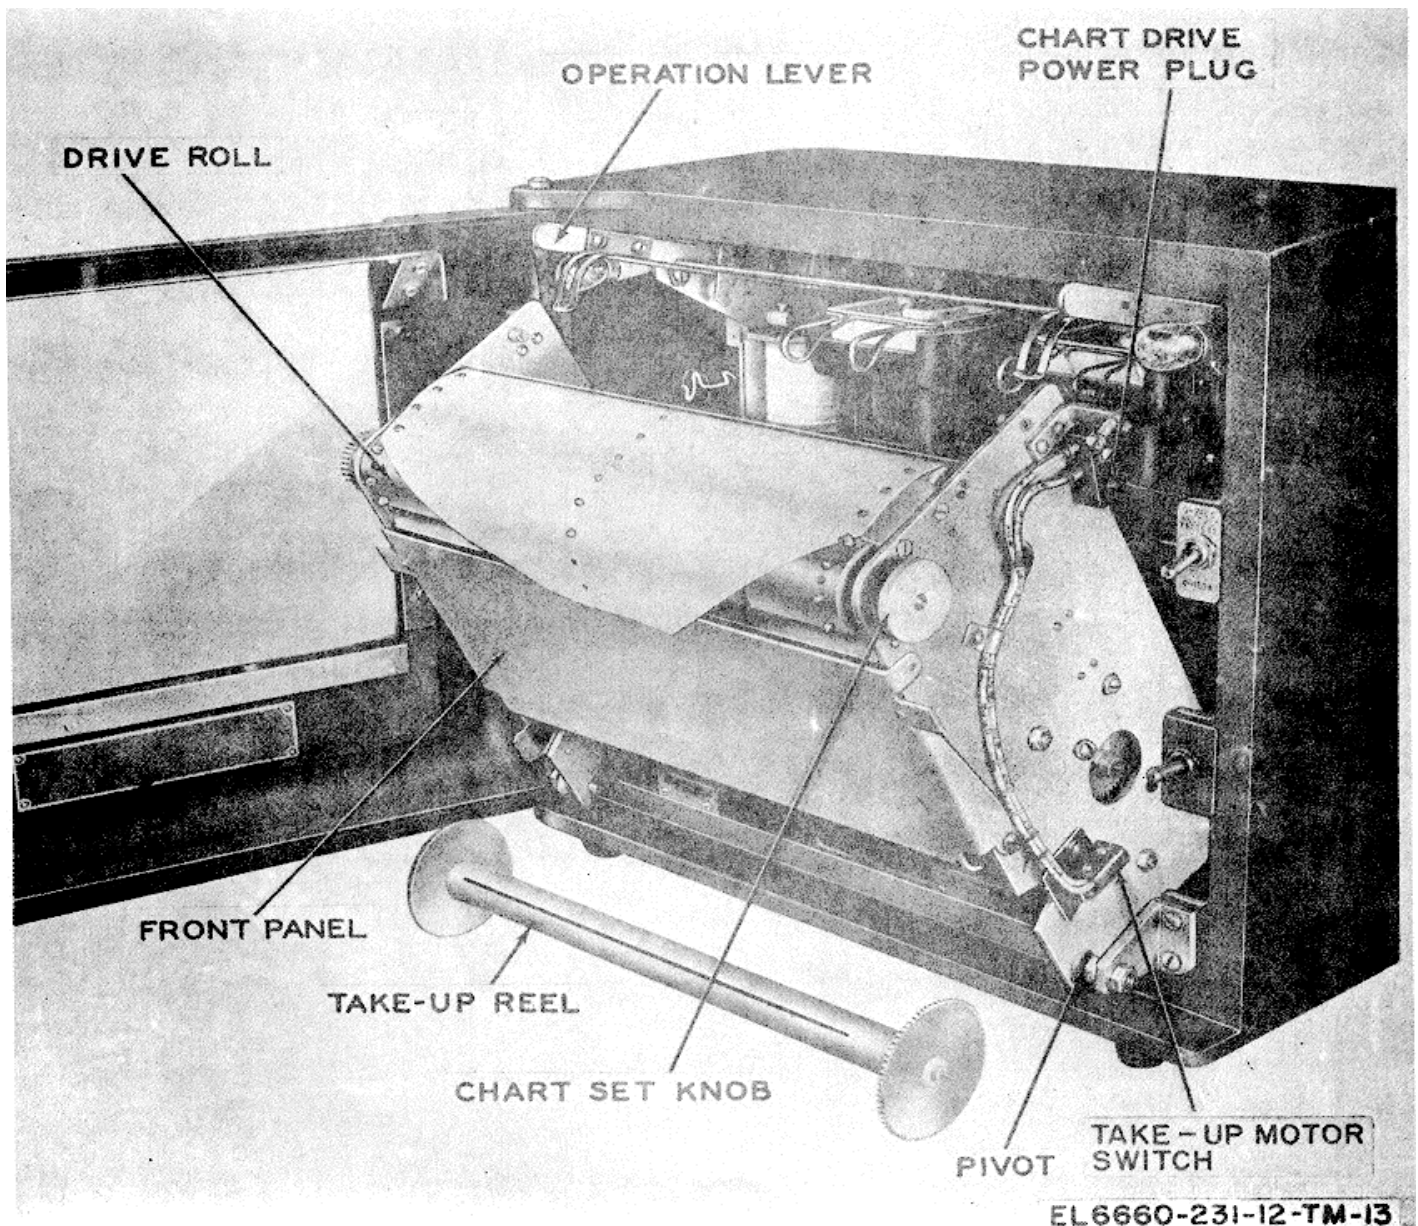 CHART DRIVE
POWER PLUG
OPERATION LEVER
DRIVE ROLL
FRONT PANEL
TAKE-UP REEL
CHART SET KNOB
TAKE-UP MOTOR
SWITCH
PIVOT
EL6660-231-12-TM-13